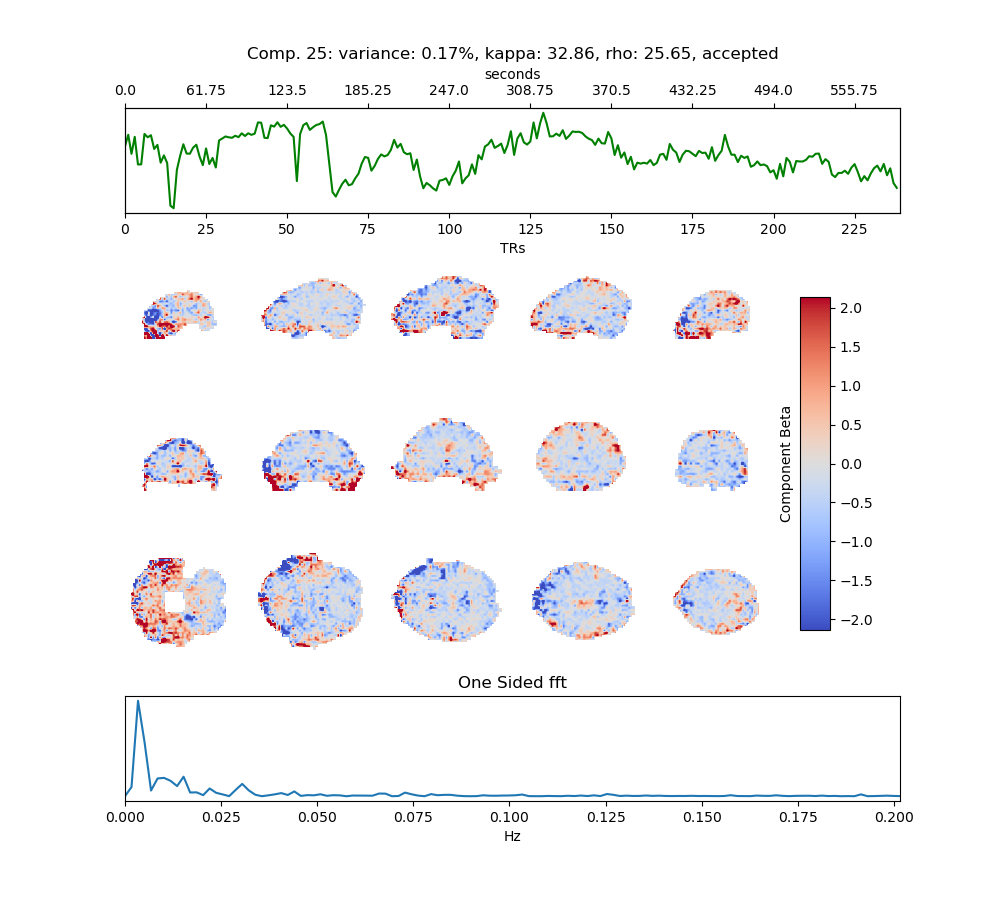 Comp. 25: variance: 0.17%, kappa: 32.86, rho: 25.65, accepted
seconds
0.0 61.75 123.5 185.25 247.0 308.75 370.5 432.25 494.0 555.75
0 25 50 75 100 125 150 175 200 225
TRs
2.0
1.5
1.0
0.5
0.0
−0.5
−1.0
−1.5
−2.0
Component Beta
One Sided fft
0.000 0.025 0.050 0.075 0.100 0.125 0.150 0.175 0.200
Hz